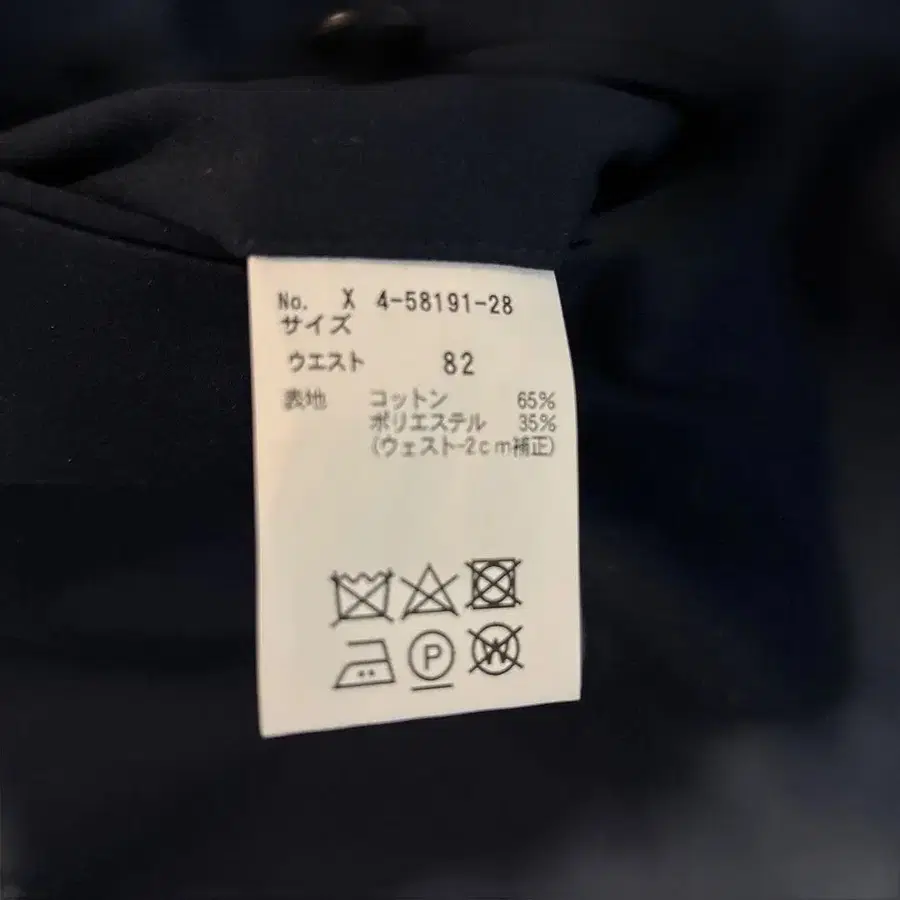 No. X 4-58191-28
サイズ
ウエスト 82
表地 コットン 65%
ポリエステル 35%
(ウェスト-2cm補正)
P W